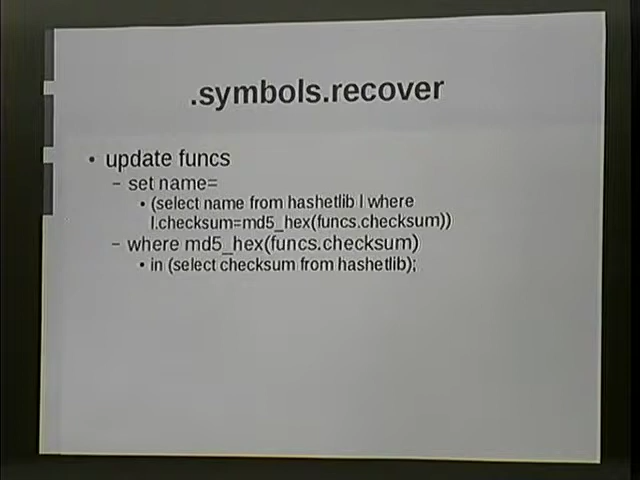 .symbols.recover
• update funcs
– set name=
• (select name from hashetlib l where
l.checksum=md5_hex(funcs.checksum))
– where md5_hex(funcs.checksum)
• in (select checksum from hashetlib);